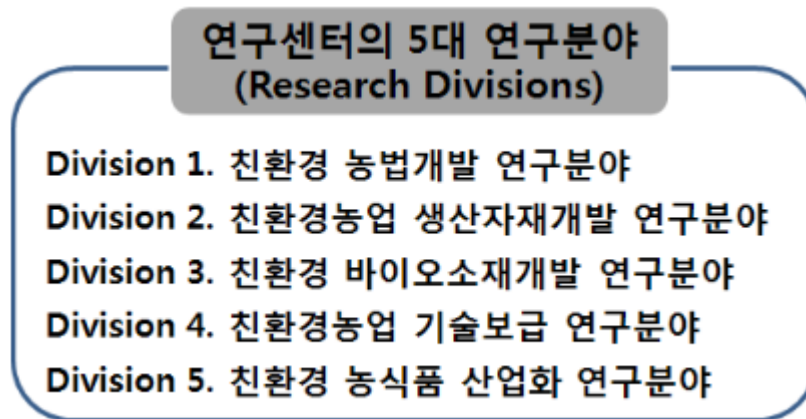 연구센터의 5대 연구분야
(Research Divisions)
Division 1. 친환경 농법개발 연구분야
Division 2. 친환경농업 생산자재개발 연구분야
Division 3. 친환경 바이오소재개발 연구분야
Division 4. 친환경농업 기술보급 연구분야
Division 5. 친환경 농식품 산업화 연구분야